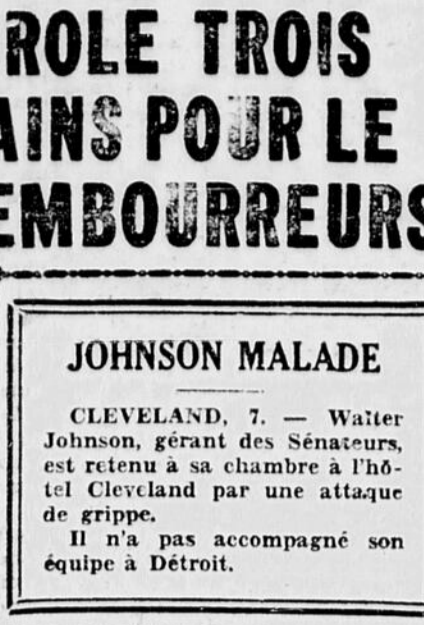 ROLE TROIS
AINS POUR LE
EMBOURREURS
JOHNSON MALADE
CLEVELAND, 7. — Walter
Johnson, gérant des Sénateurs,
est retenu à sa chambre à l'hô-
tel Cleveland par une attaque
de grippe.
Il n'a pas accompagné son
équipe à Détroit.